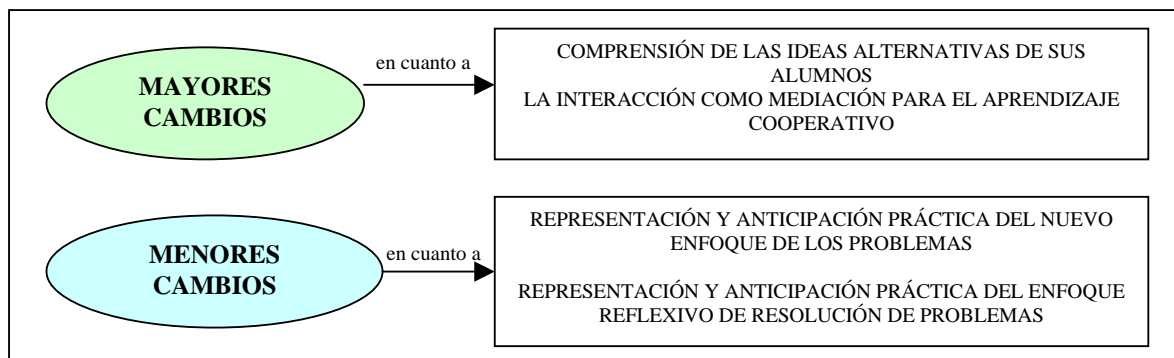 MAYORES
CAMBIOS
en cuanto a
COMPRENSIÓN DE LAS IDEAS ALTERNATIVAS DE SUS
ALUMNOS
LA INTERACCIÓN COMO MEDIACIÓN PARA EL APRENDIZAJE
COOPERATIVO
MENORES
CAMBIOS
en cuanto a
REPRESENTACIÓN Y ANTICIPACIÓN PRÁCTICA DEL NUEVO
ENFOQUE DE LOS PROBLEMAS
REPRESENTACIÓN Y ANTICIPACIÓN PRÁCTICA DEL ENFOQUE
REFLEXIVO DE RESOLUCIÓN DE PROBLEMAS